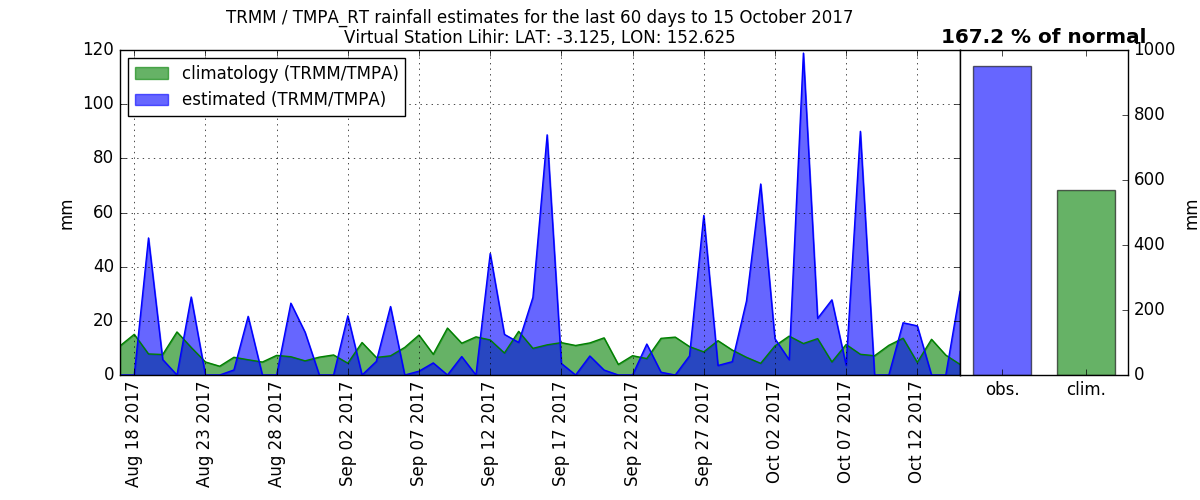 TRMM / TMPA_RT rainfall estimates for the last 60 days to 15 October 2017
Virtual Station Lihir: LAT: -3.125, LON: 152.625
167.2 % of normal
climatology (TRMM/TMPA)
estimated (TRMM/TMPA)
mm
120
100
80
60
40
20
0
Aug 18 2017
Aug 23 2017
Aug 28 2017
Sep 02 2017
Sep 07 2017
Sep 12 2017
Sep 17 2017
Sep 22 2017
Sep 27 2017
Oct 02 2017
Oct 07 2017
Oct 12 2017
obs.
clim.
1000
800
600
400
200
0
mm